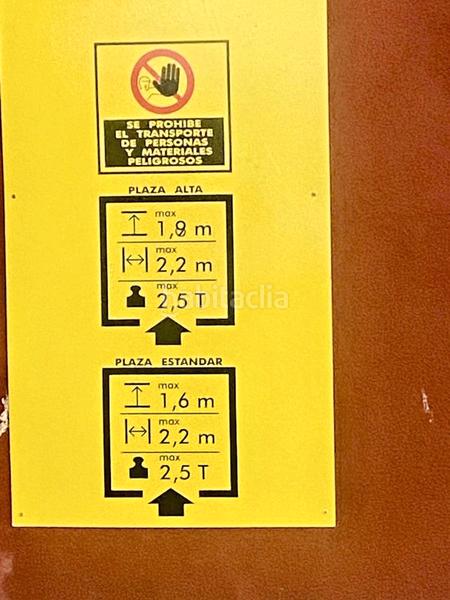 SE PROHIBE
EL TRANSPORTE
DE PERSONAS
Y MATERIALES
PELIGROSOS
PLAZA ALTA
max
1,9 m
max
2,2 m
max
2,5 T
habitaclia
PLAZA ESTANDAR
max
1,6 m
max
2,2 m
max
2,5 T